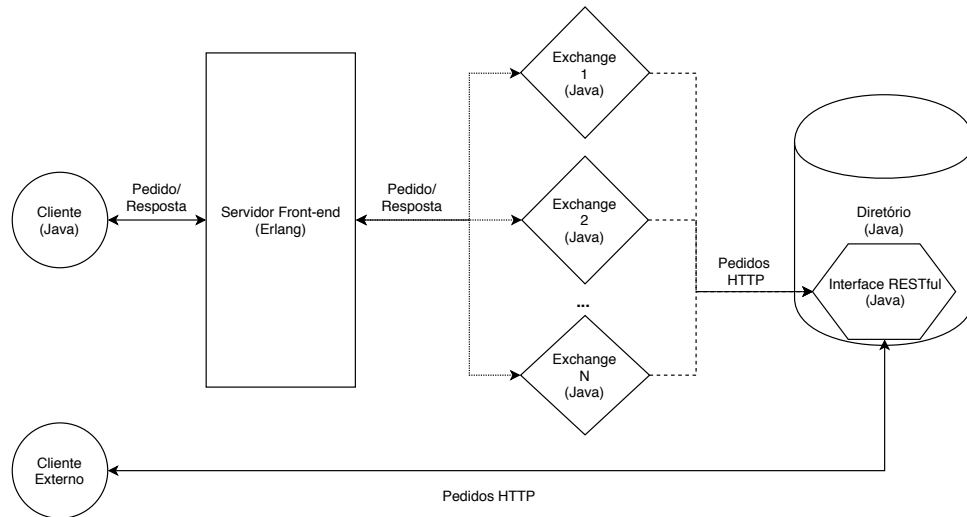 Exchange
1
(Java)
Pedido/
Resposta
Cliente
(Java)
Servidor Front-end
(Erlang)
Pedido/
Resposta
Exchange
2
(Java)
...
Exchange
N
(Java)
Pedidos
HTTP
Diretório
(Java)
Interface RESTful
(Java)
Cliente
Externo
Pedidos HTTP